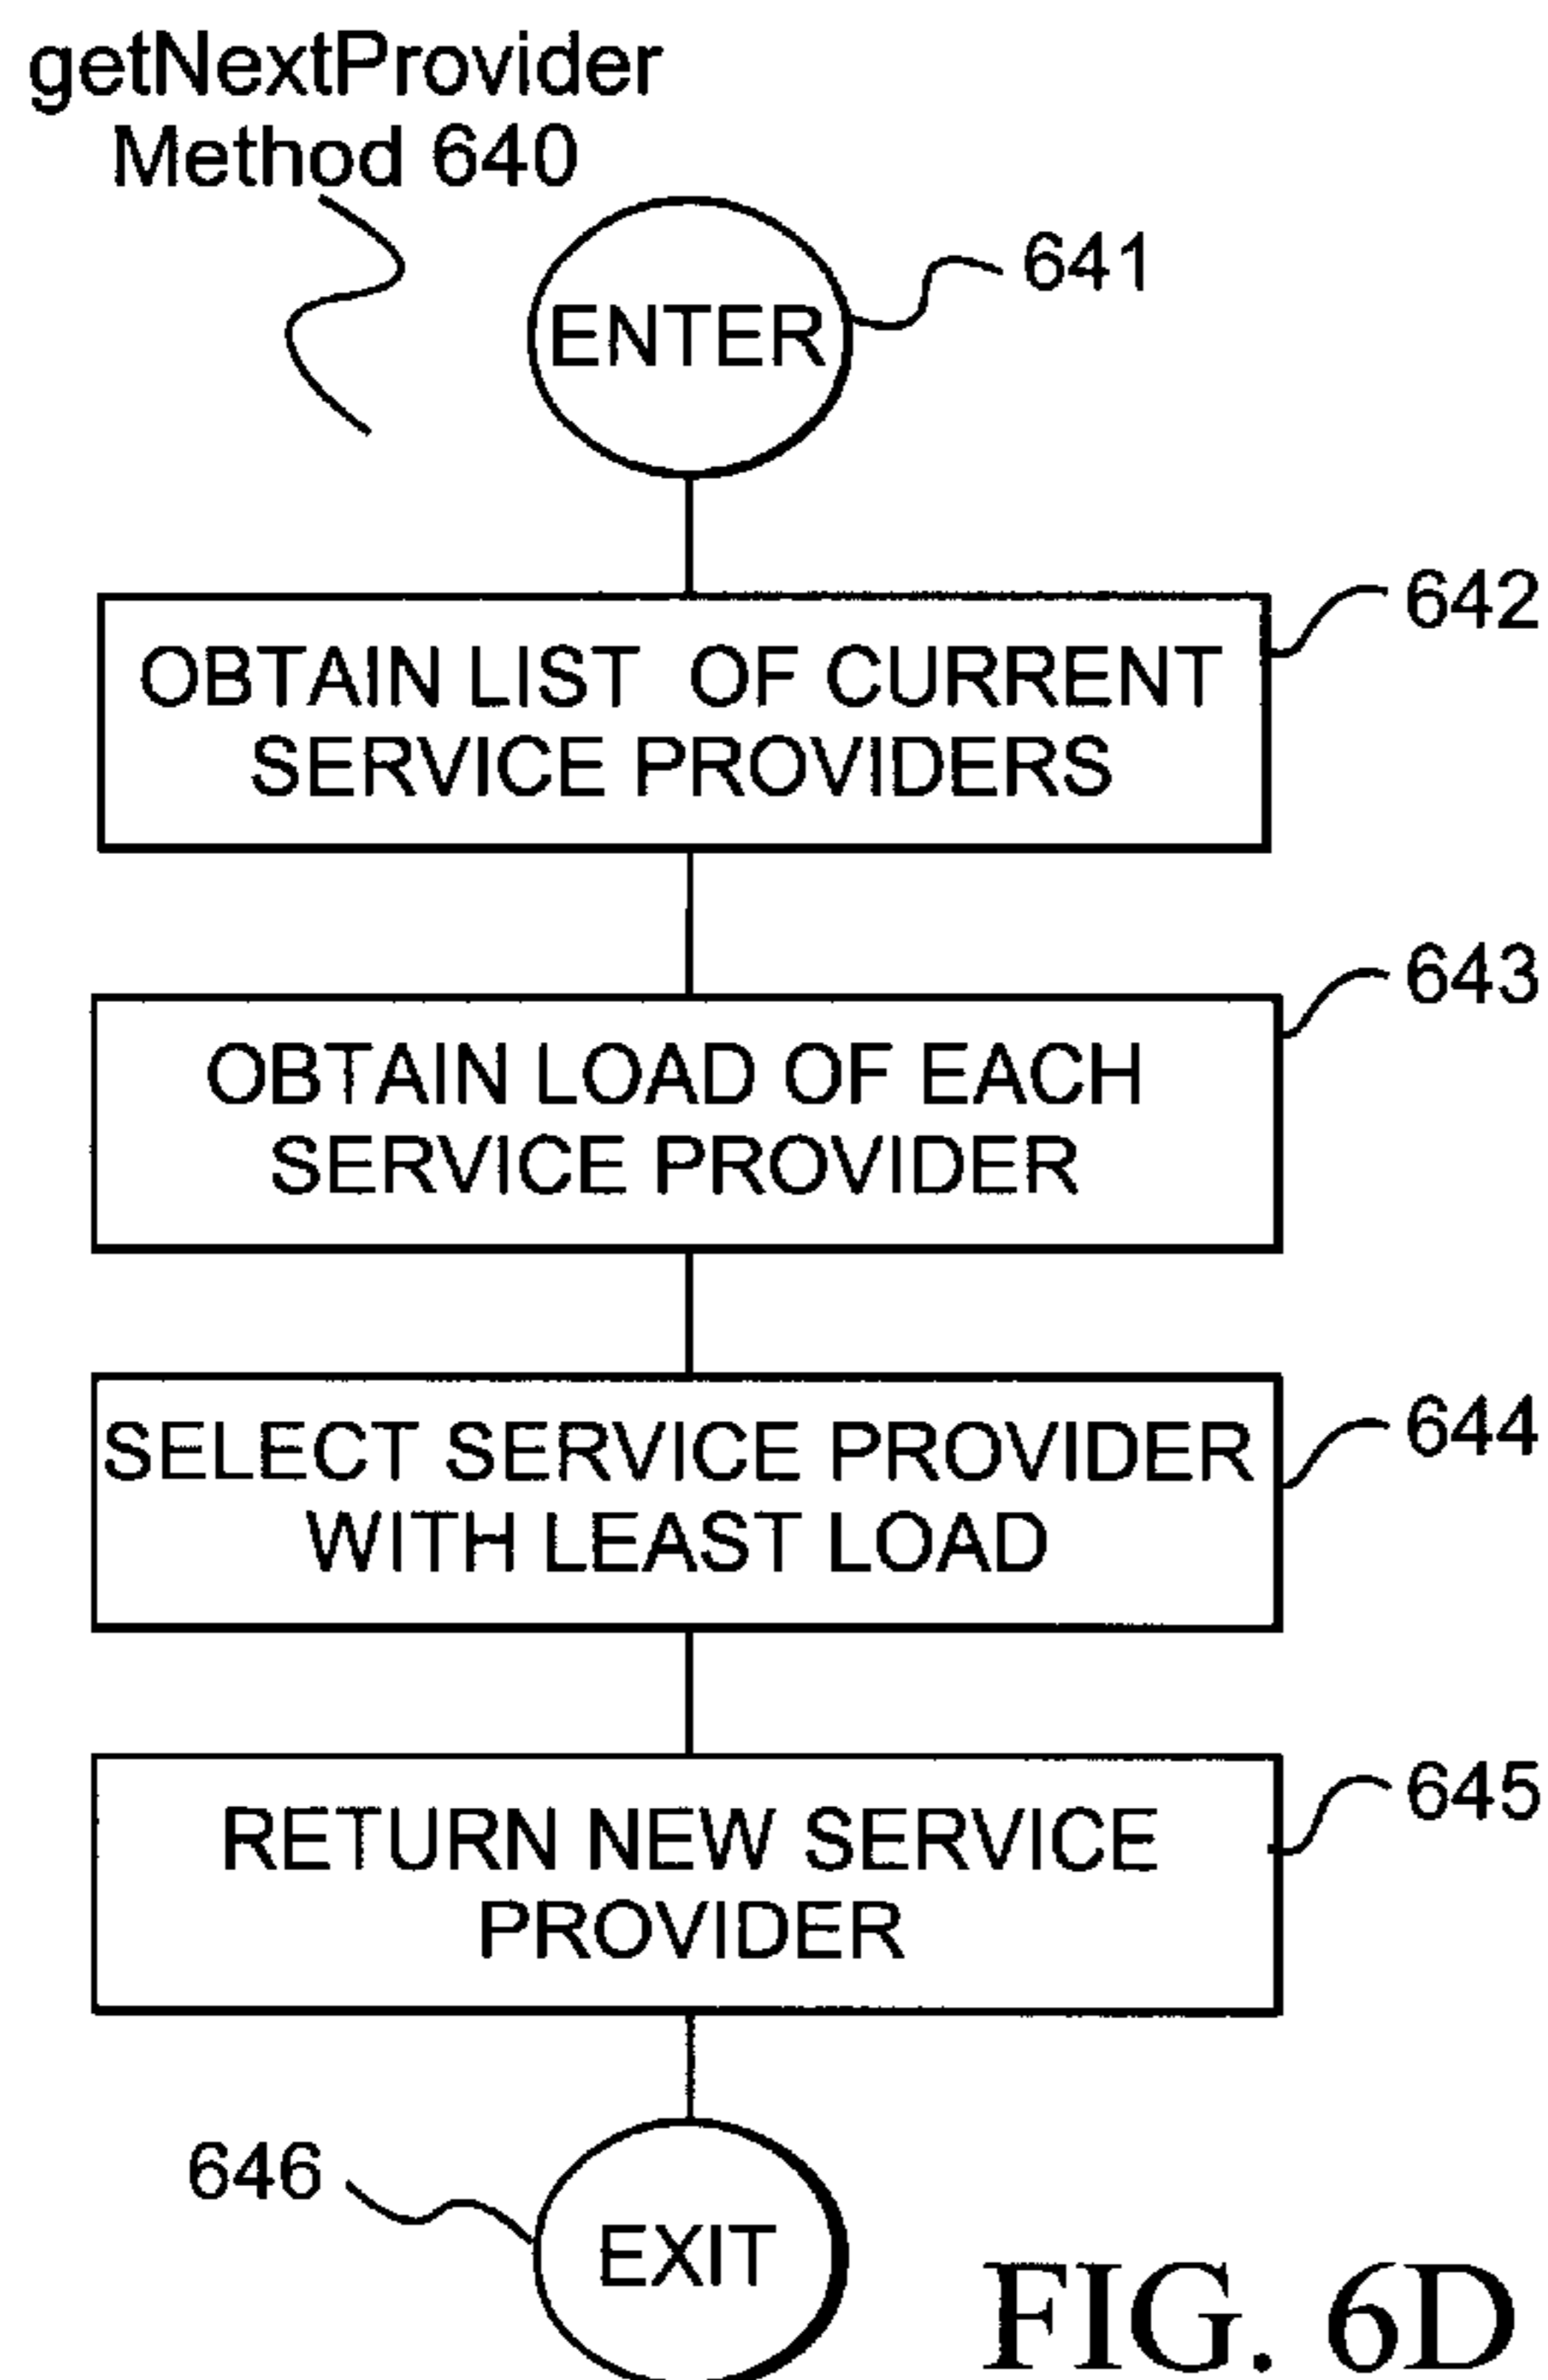 getNextProvider
Method 640
ENTER
641
OBTAIN LIST OF CURRENT
SERVICE PROVIDERS
642
OBTAIN LOAD OF EACH
SERVICE PROVIDER
643
SELECT SERVICE PROVIDER
WITH LEAST LOAD
644
RETURN NEW SERVICE
PROVIDER
645
646
EXIT
FIG. 6D